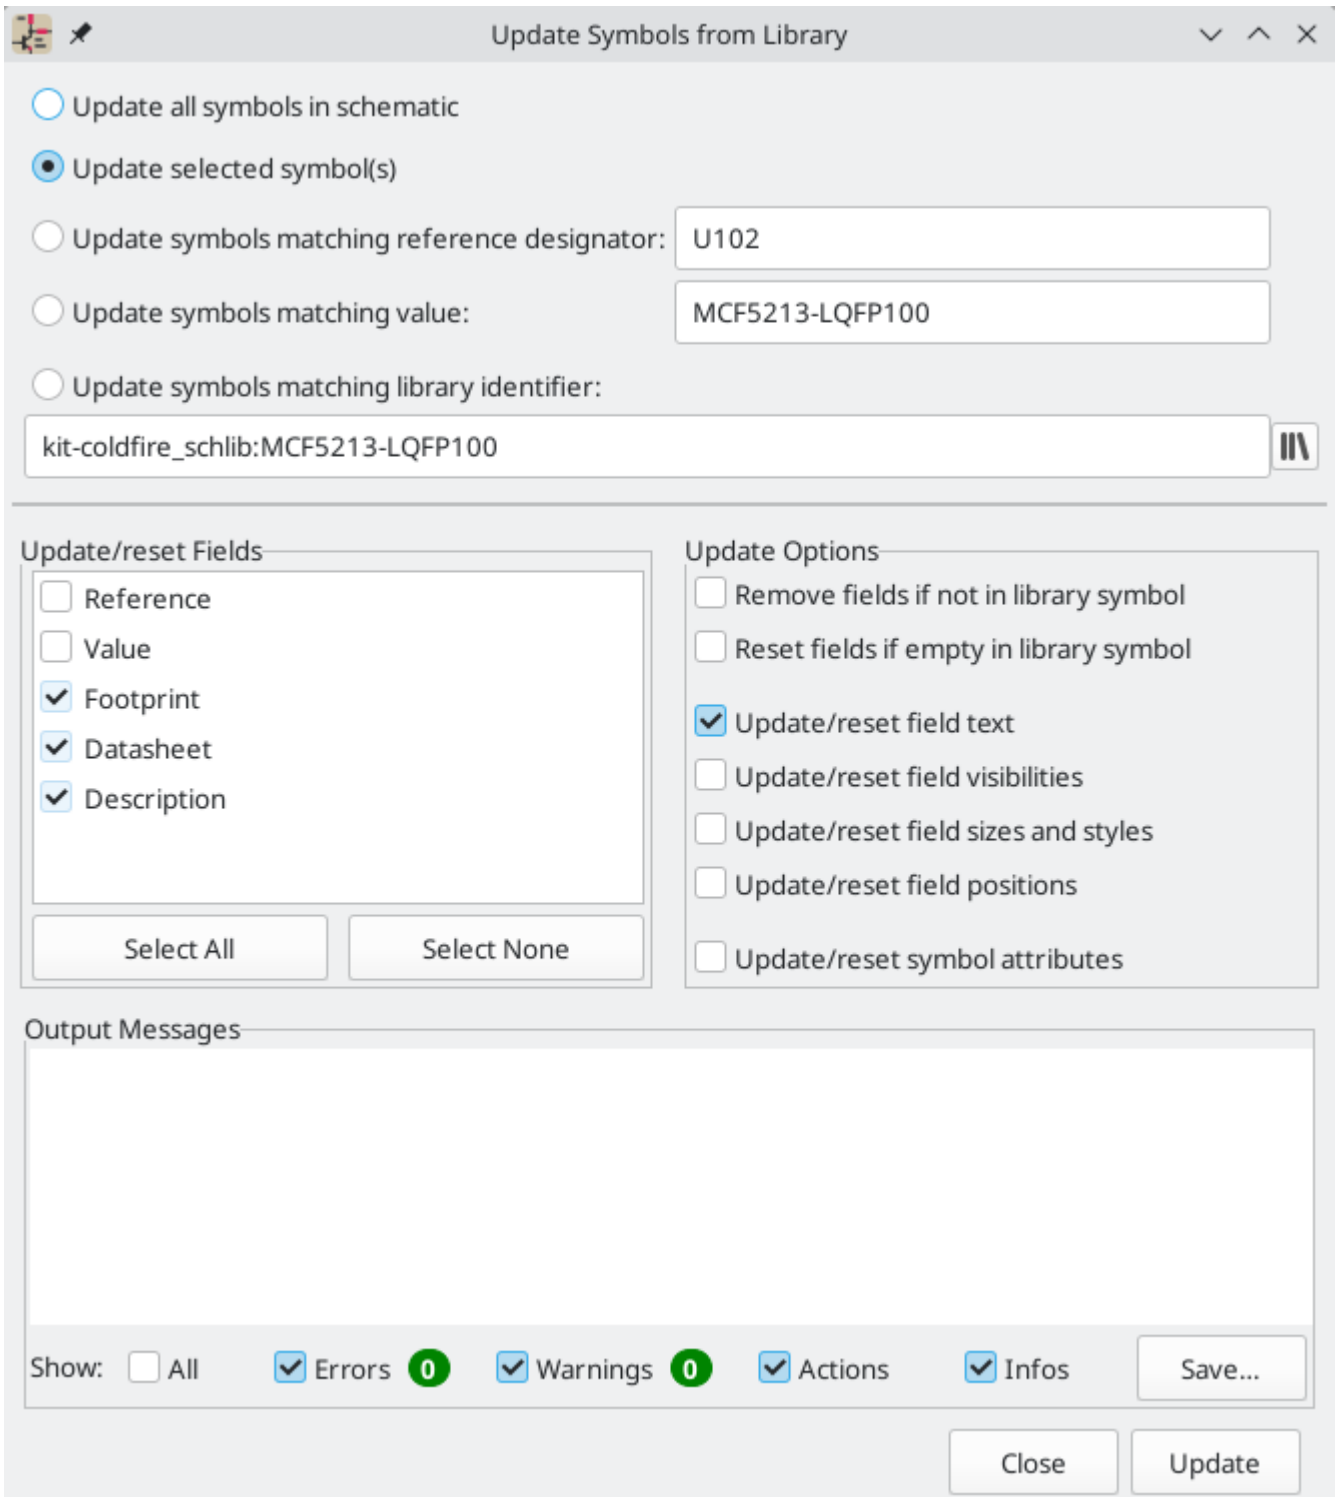 Update Symbols from Library
Update all symbols in schematic
Update selected symbol(s)
Update symbols matching reference designator: U102
Update symbols matching value: MCF5213-LQFP100
Update symbols matching library identifier:
kit-coldfire_schlib:MCF5213-LQFP100
Update/reset Fields
Reference
Value
Footprint
Datasheet
Description
Select All Select None
Update Options
Remove fields if not in library symbol
Reset fields if empty in library symbol
Update/reset field text
Update/reset field visibilities
Update/reset field sizes and styles
Update/reset field positions
Update/reset symbol attributes
Output Messages
Show: All Errors 0 Warnings 0 Actions Infos Save...
Close Update